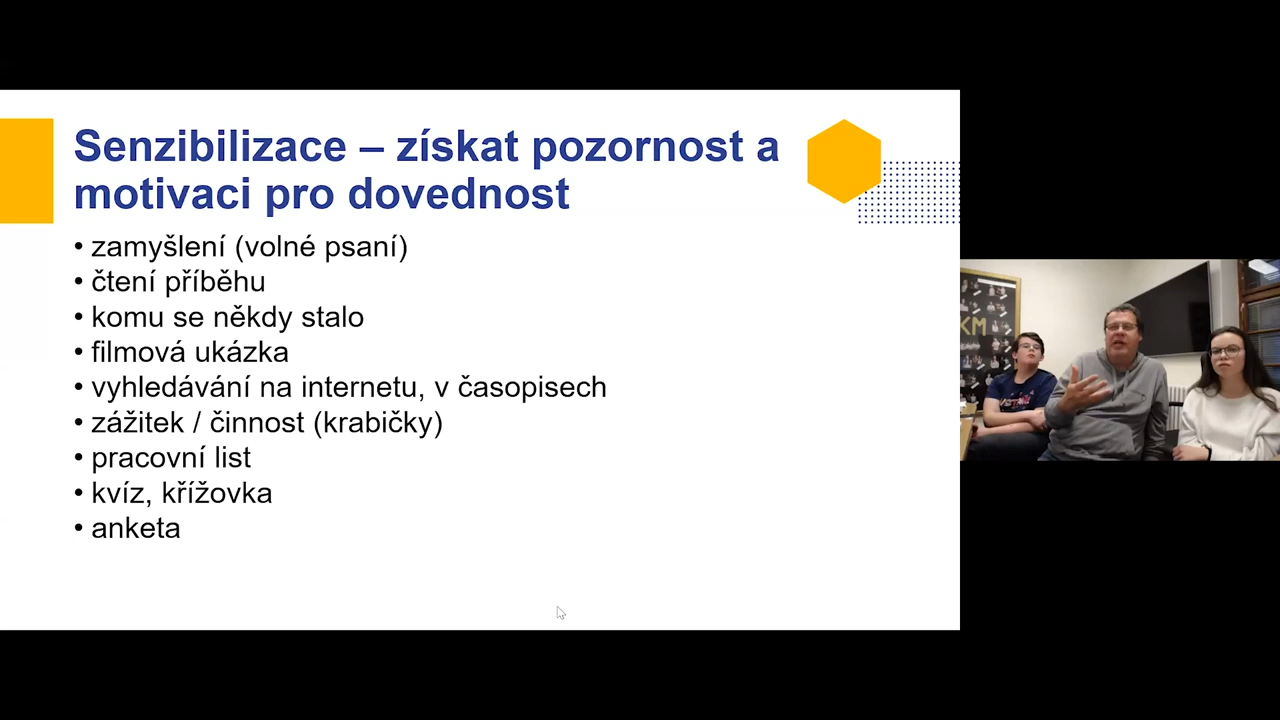 Senzibilizace – získat pozornost a
motivaci pro dovednost
• zamyšlení (volné psaní)
• čtení příběhu
• komu se někdy stalo
• filmová ukázka
• vyhledávání na internetu, v časopisech
• zážitek / činnost (krabičky)
• pracovní list
• kvíz, křížovka
• anketa
KM